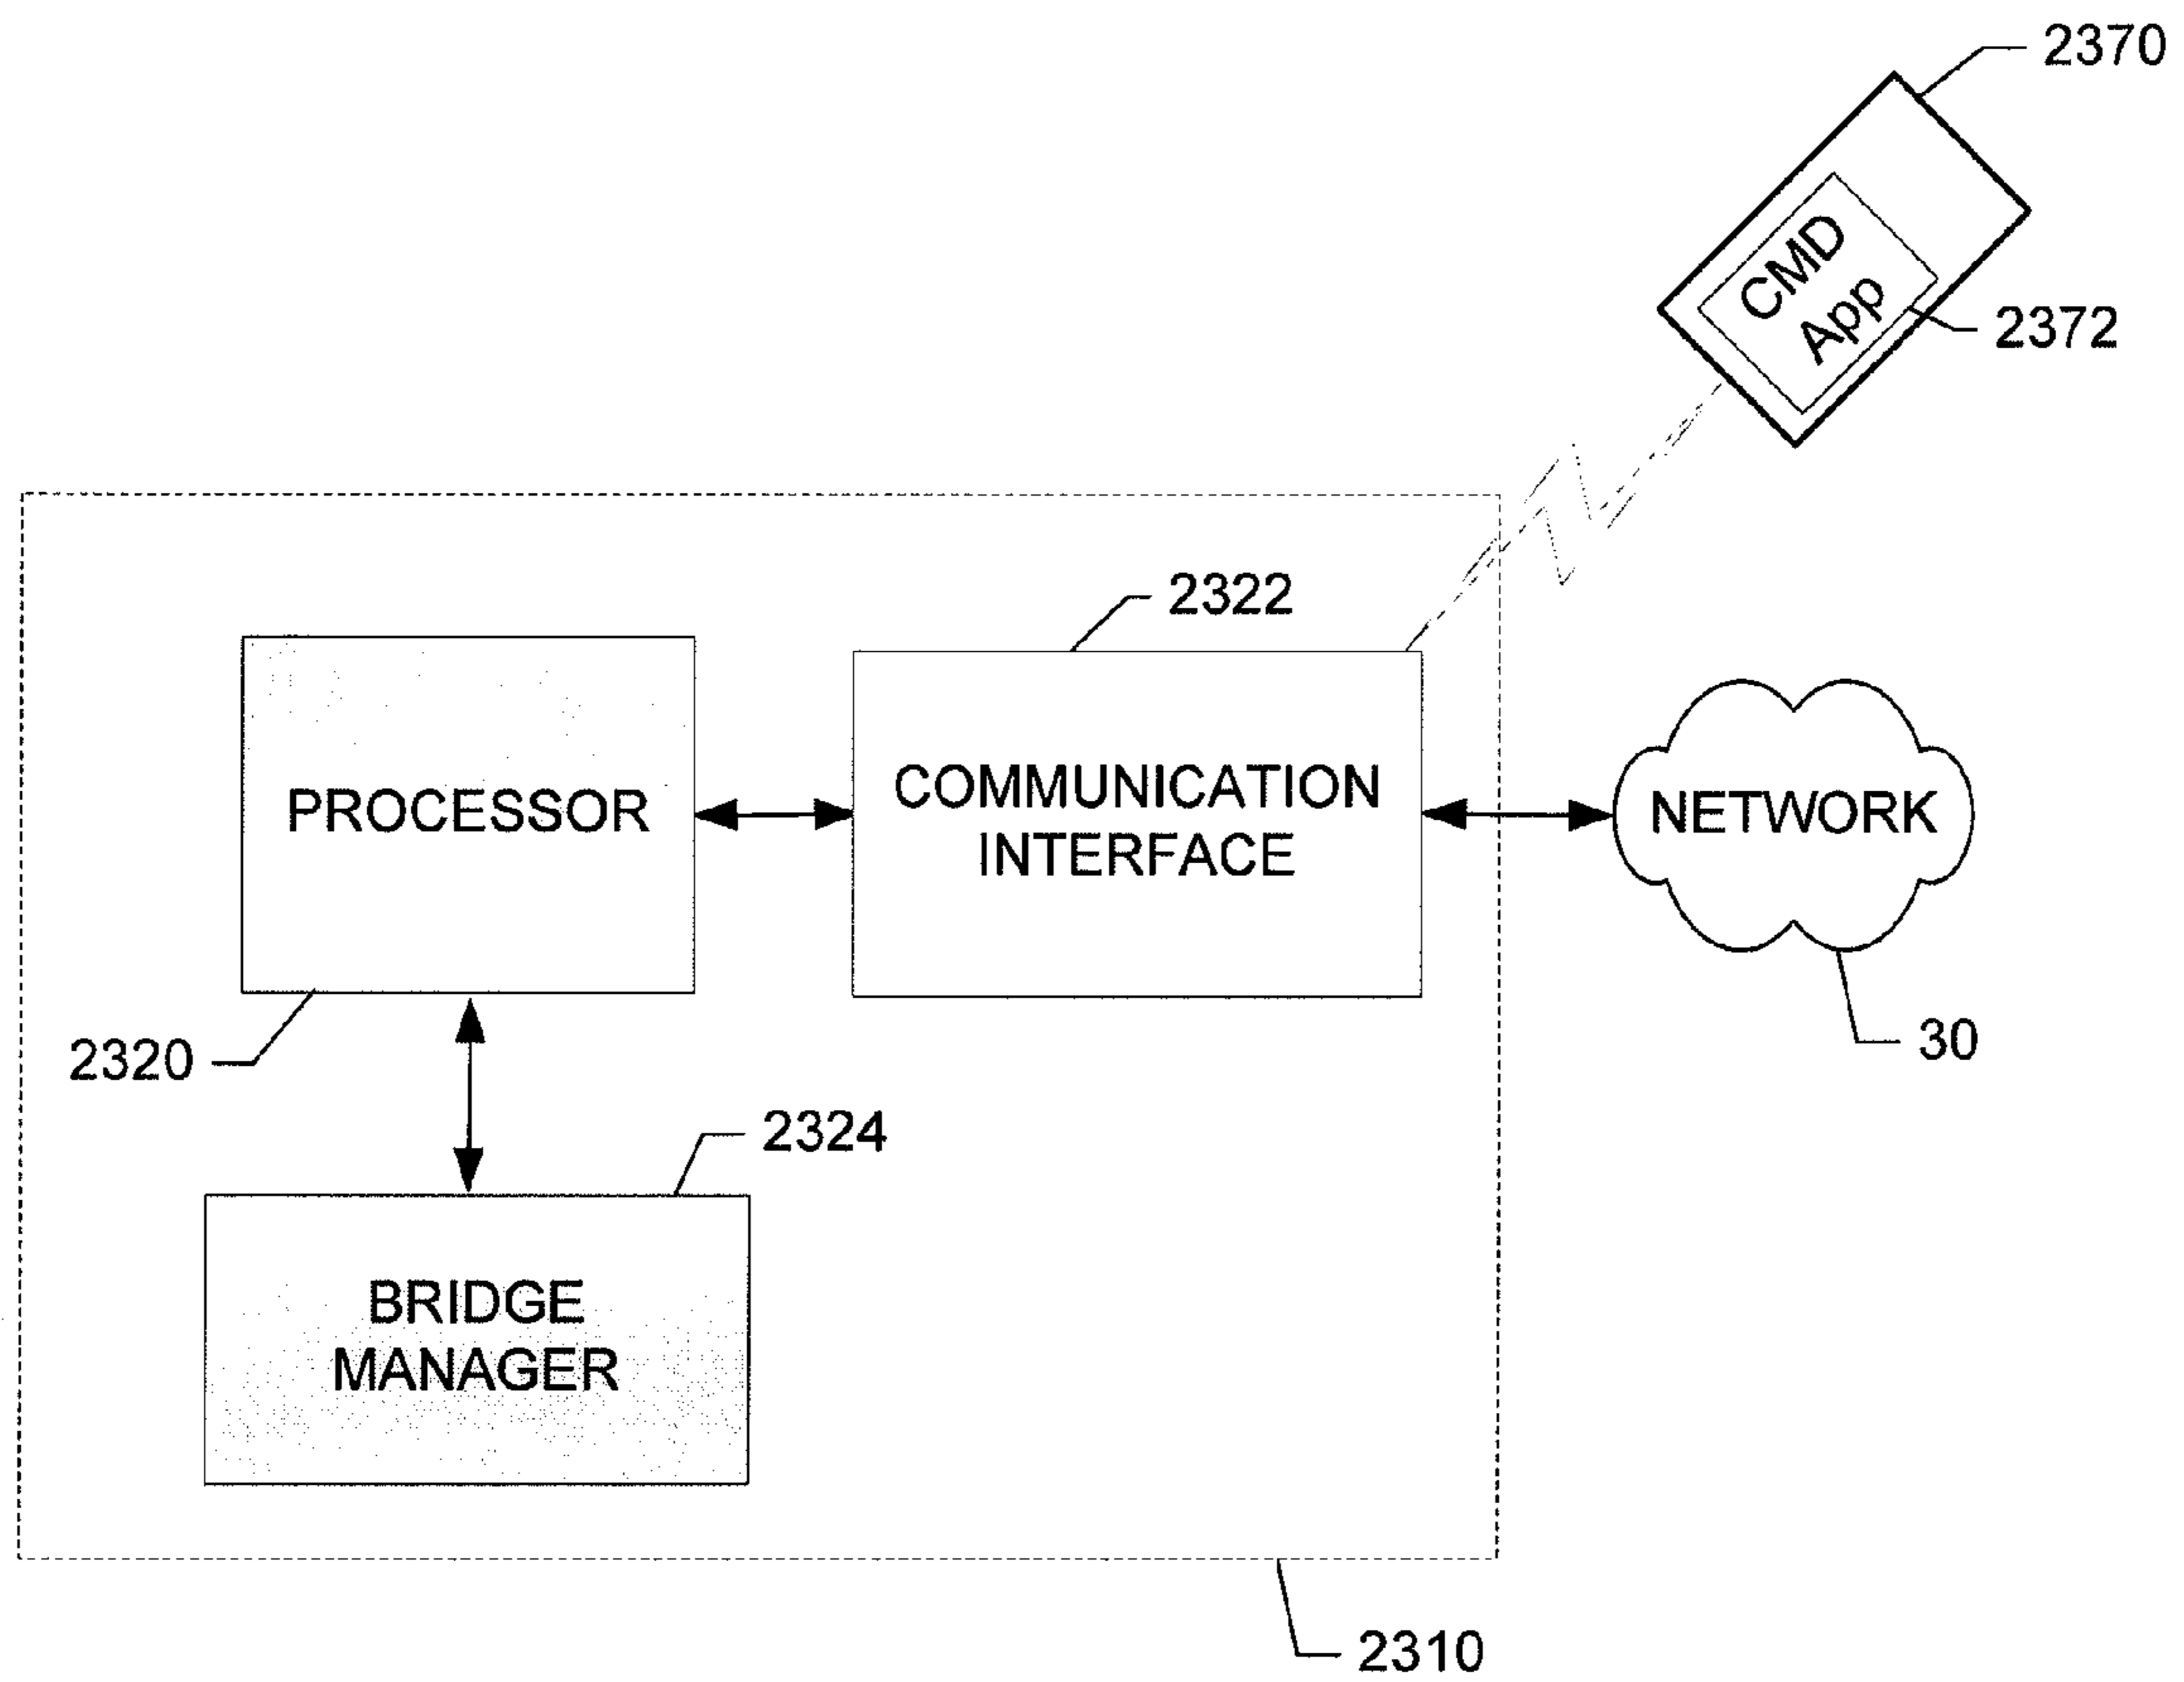 2370
CMD
App
2372
2322
PROCESSOR
COMMUNICATION
INTERFACE
NETWORK
2320
30
2324
BRIDGE
MANAGER
2310